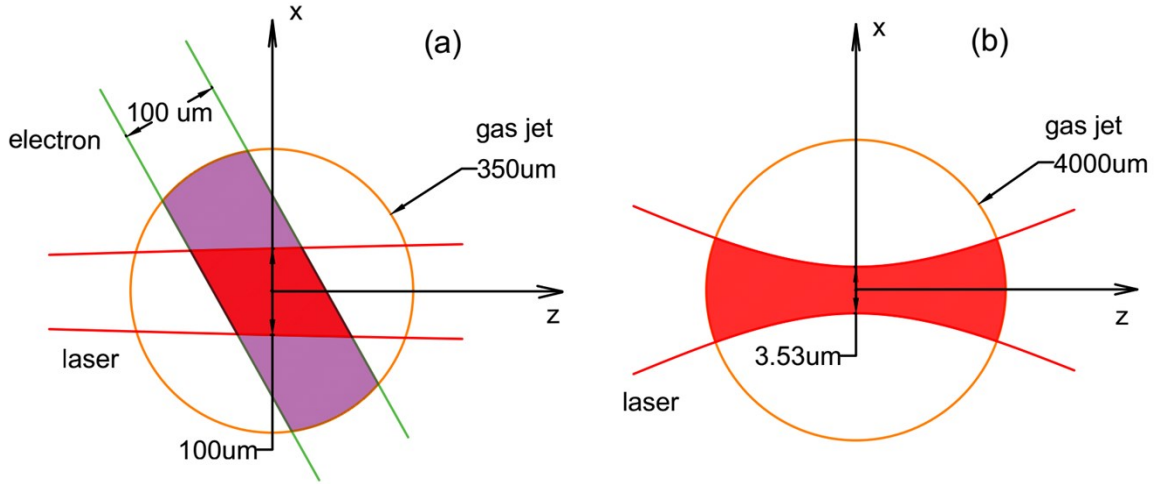 x
(a)
100 um
electron
gas jet
350um
z
laser
100um
x
(b)
gas jet
4000um
z
3.53um
laser